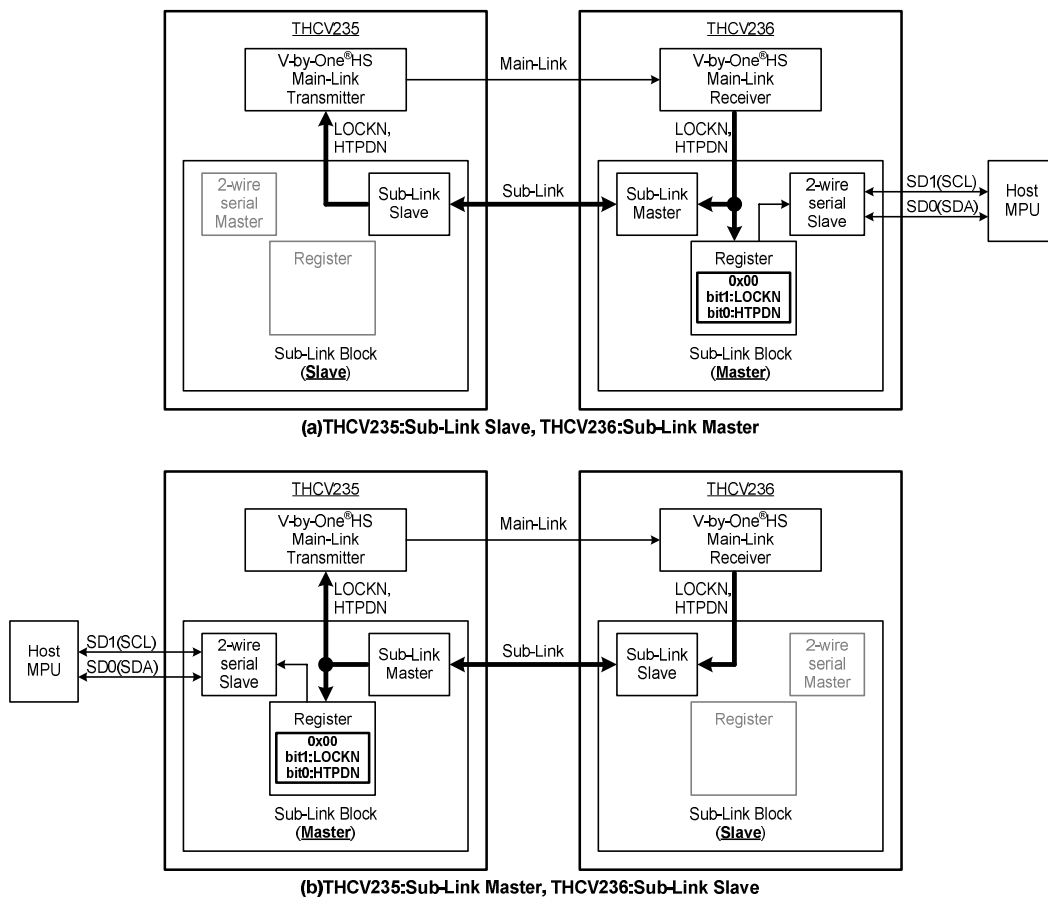 THCV235
V-by-One®HS
Main-Link
Transmitter
Main-Link
THCV236
V-by-One®HS
Main-Link
Receiver
LOCKN,
HTPDN
LOCKN,
HTPDN
2-wire
serial
Master
Sub-Link
Slave
Sub-Link
Sub-Link
Master
2-wire
serial
Slave
SD1(SCL)
SD0(SDA)
Host
MPU
Register
Register
0x00
bit1:LOCKN
bit0:HTPDN
Sub-Link Block
(Slave)
Sub-Link Block
(Master)
(a)THCV235:Sub-Link Slave, THCV236:Sub-Link Master
THCV235
V-by-One®HS
Main-Link
Transmitter
Main-Link
THCV236
V-by-One®HS
Main-Link
Receiver
LOCKN,
HTPDN
LOCKN,
HTPDN
Host
MPU
SD1(SCL)
SD0(SDA)
2-wire
serial
Slave
Sub-Link
Master
Sub-Link
Sub-Link
Slave
2-wire
serial
Master
Register
0x00
bit1:LOCKN
bit0:HTPDN
Register
Sub-Link Block
(Master)
Sub-Link Block
(Slave)
(b)THCV235:Sub-Link Master, THCV236:Sub-Link Slave